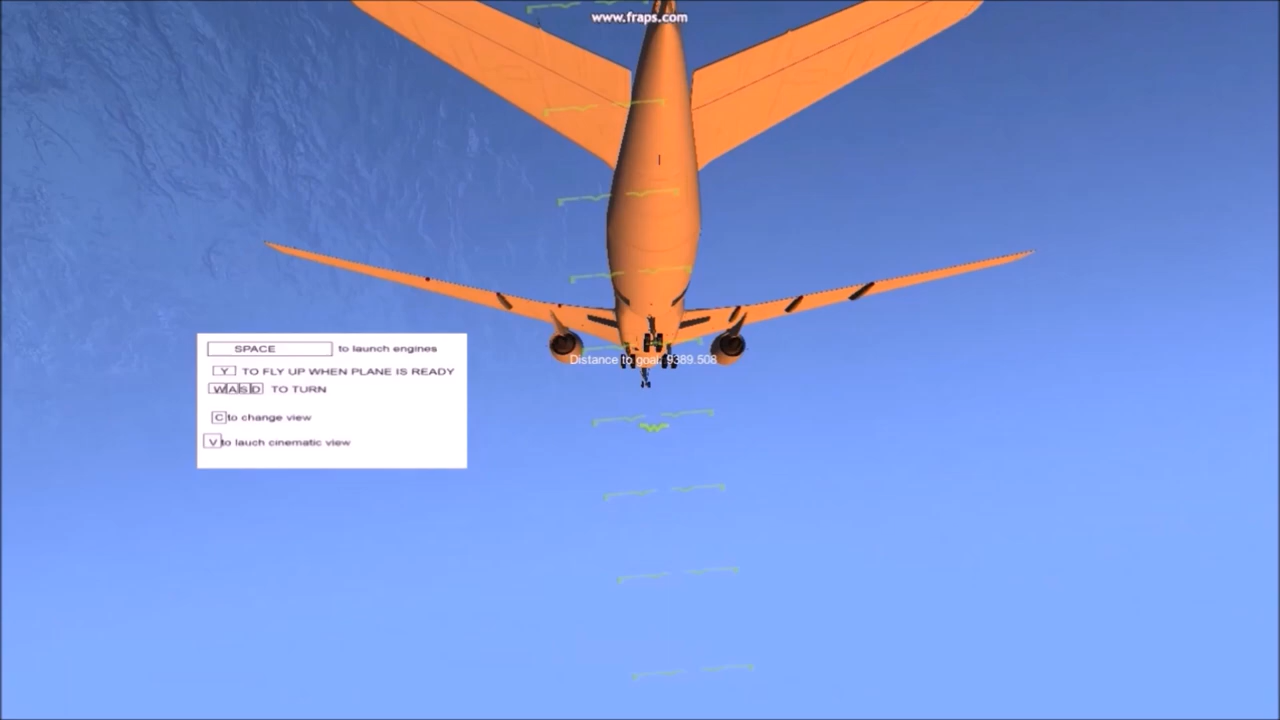 www.fraps.com
SPACE to launch engines
Y TO FLY UP WHEN PLANE IS READY
W A S D TO TURN
C to change view
V to lauch cinematic view
Distance to goal: 9389.508